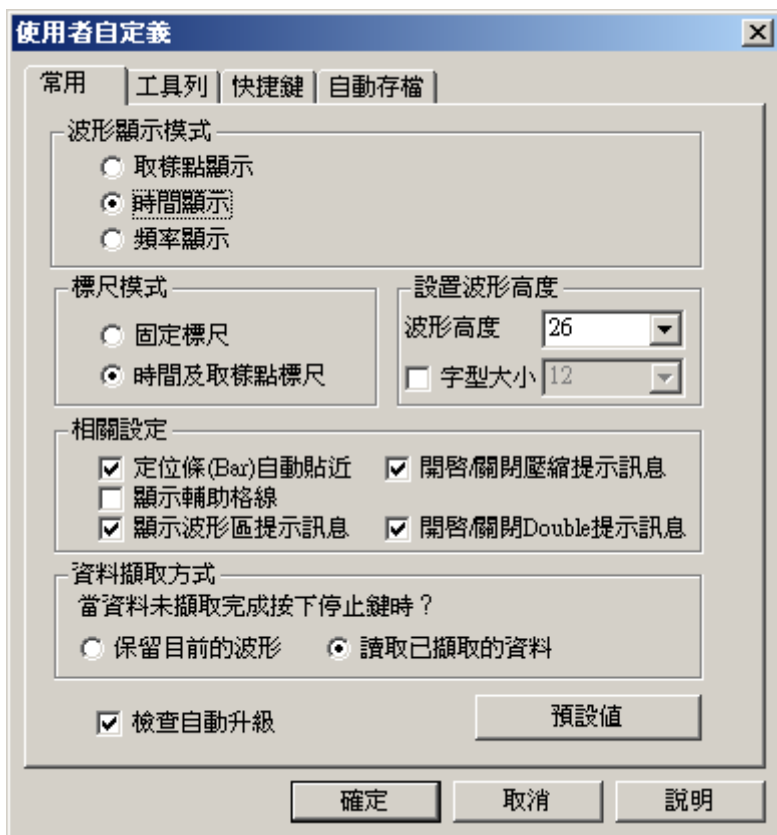 使用者自定義
常用 工具列 快捷鍵 自動存檔
波形顯示模式
取樣點顯示
時間顯示
頻率顯示
標尺模式
固定標尺
時間及取樣點標尺
設置波形高度
波形高度 26
字型大小 12
相關設定
定位條(Bar)自動貼近 開啓/關閉壓縮提示訊息
顯示輔助格線
顯示波形區提示訊息 開啓/關閉Double提示訊息
資料擷取方式
當資料未擷取完成按下停止鍵時？
保留目前的波形 讀取已擷取的資料
檢查自動升級 預設值
確定 取消 說明